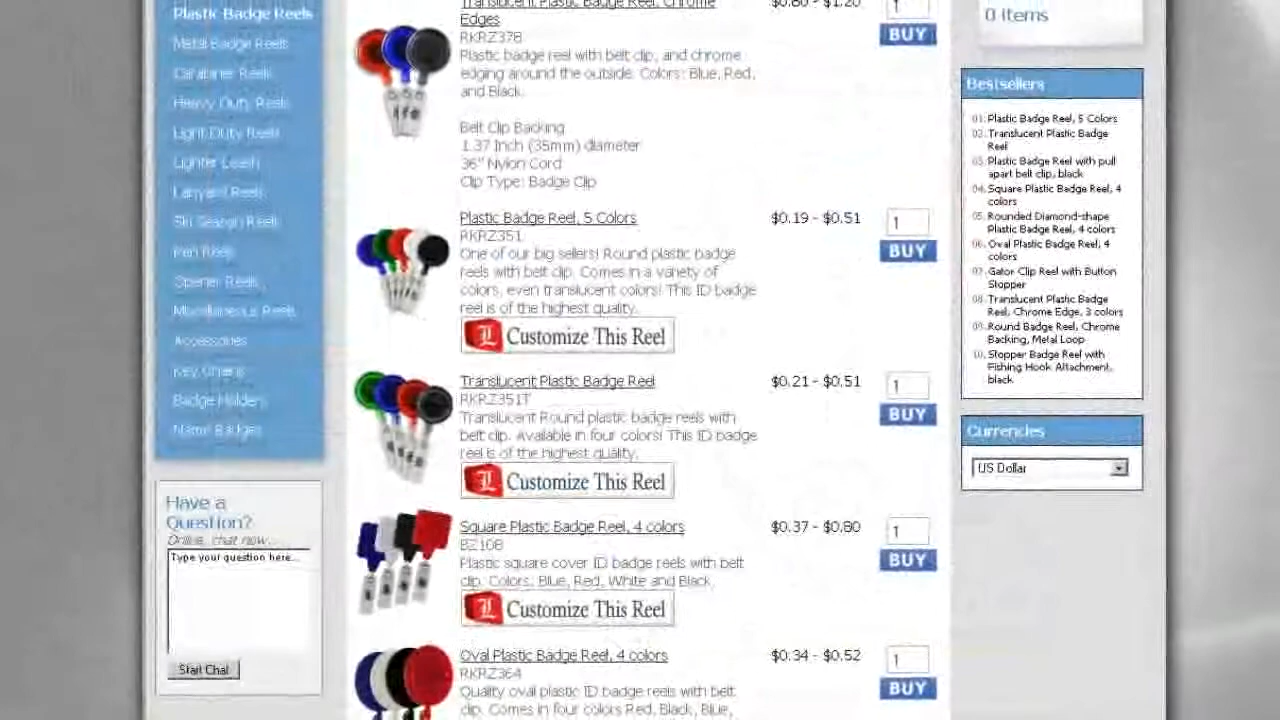 Plastic Badge Reels
Metal Badge Reels
Carabiner Reels
Heavy Duty Reels
Light Duty Reels
Lighter Leash
Lanyard Reels
Ski Season Reels
Pen Reels
Opener Reels
Miscellaneous Reels
Accessories
Key Chains
Badge Holders
Name Badges
Have a
Question?
Online, chat now...
Type your question here...
Start Chat
Translucent Plastic Badge Reel, Chrome
Edges
RKRZ378
Plastic badge reel with belt clip, and chrome
edging around the outside. Colors: Blue, Red,
and Black.
Belt Clip Backing
1.37 Inch (35mm) diameter
36" Nylon Cord
Clip Type: Badge Clip
$0.80 - $1.20
1
BUY
Plastic Badge Reel, 5 Colors
RKRZ351
One of our big sellers! Round plastic badge
reels with belt clip. Comes in a variety of
colors, even translucent colors! This ID badge
reel is of the highest quality.
L Customize This Reel
$0.19 - $0.51
1
BUY
Translucent Plastic Badge Reel
RKRZ351T
Translucent Round plastic badge reels with
belt clip. Available in four colors! This ID badge
reel is of the highest quality.
L Customize This Reel
$0.21 - $0.51
1
BUY
Square Plastic Badge Reel, 4 colors
BZ108
Plastic square cover ID badge reels with belt
clip. Colors: Blue, Red, White and Black.
L Customize This Reel
$0.37 - $0.80
1
BUY
Oval Plastic Badge Reel, 4 colors
RKRZ364
Quality oval plastic ID badge reels with belt
clip. Comes in four colors Red, Black, Blue,
$0.34 - $0.52
1
BUY
0 items
Bestsellers
01. Plastic Badge Reel, 5 Colors
02. Translucent Plastic Badge
Reel
03. Plastic Badge Reel with pull
apart belt clip, black
04. Square Plastic Badge Reel, 4
colors
05. Rounded Diamond-shape
Plastic Badge Reel, 4 colors
06. Oval Plastic Badge Reel, 4
colors
07. Gator Clip Reel with Button
Stopper
08. Translucent Plastic Badge
Reel, Chrome Edge, 3 colors
09. Round Badge Reel, Chrome
Backing, Metal Loop
10. Stopper Badge Reel with
Fishing Hook Attachment,
black
Currencies
US Dollar